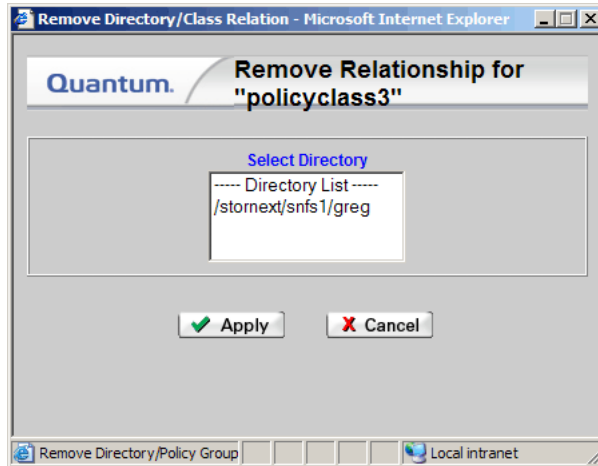 Remove Directory/Class Relation - Microsoft Internet Explorer
Quantum.
Remove Relationship for
"policyclass3"
Select Directory
----- Directory List -----
/stornext/snfs1/greg
Apply
X Cancel
Remove Directory/Policy Group
Local intranet